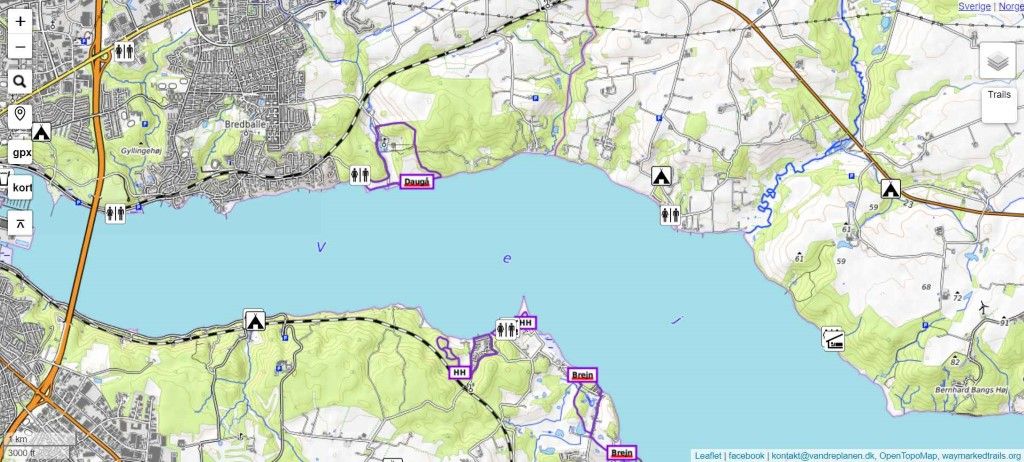 Sverige | Norge
+
−
gpx
kort
Trails
Bredballe
Gyllingehøj
Daugå
23
59
61
59
61
68
72
91
82
V
e
j
HH
HH
Brejn
Bernhard Bangs Høj
Brejn
1 km
3000 ft
Leaflet | facebook | kontakt@vandreplanen.dk, OpenTopoMap, waymarkedtrails.org